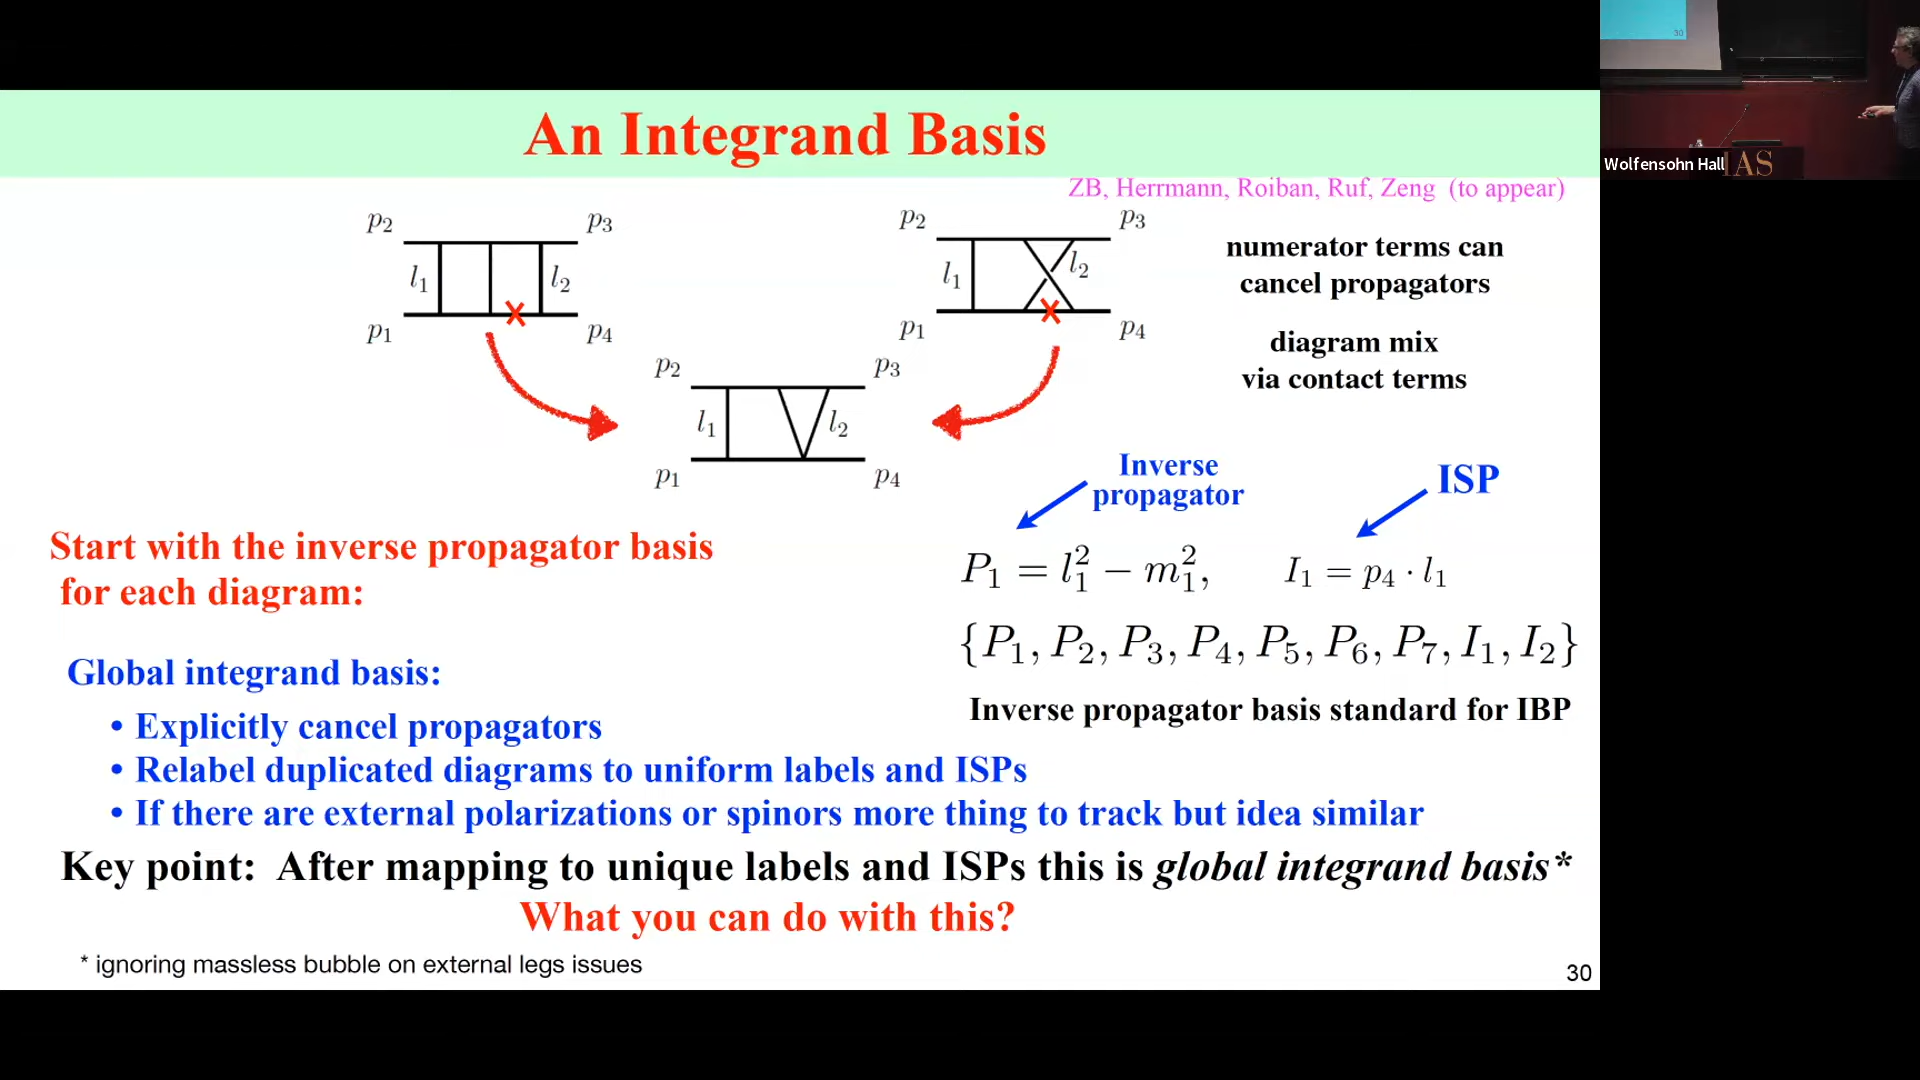 An Integrand Basis
ZB, Herrmann, Roiban, Ruf, Zeng (to appear)
p₂ p₃
l₁ l₂
p₁ p₄
p₂ p₃
l₁ l₂
p₁ p₄
p₂ p₃
l₁ l₂
p₁ p₄
numerator terms can
cancel propagators
diagram mix
via contact terms
Inverse
propagator
ISP
Start with the inverse propagator basis
for each diagram:
P₁ = l₁² − m₁², I₁ = p₄ · l₁
{P₁, P₂, P₃, P₄, P₅, P₆, P₇, I₁, I₂}
Inverse propagator basis standard for IBP
Global integrand basis:
• Explicitly cancel propagators
• Relabel duplicated diagrams to uniform labels and ISPs
• If there are external polarizations or spinors more thing to track but idea similar
Key point: After mapping to unique labels and ISPs this is global integrand basis*
What you can do with this?
* ignoring massless bubble on external legs issues
30
30
Wolfensohn Hall
IAS